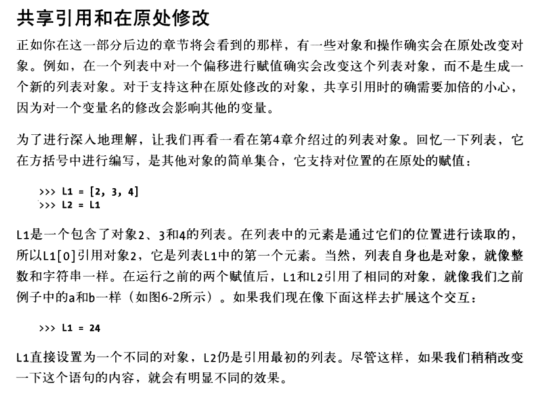 共享引用和在原处修改
正如你在这一部分后边的章节将会看到的那样，有一些对象和操作确实会在原处改变对
象。例如，在一个列表中对一个偏移进行赋值确实会改变这个列表对象，而不是生成一
个新的列表对象。对于支持这种在原处修改的对象，共享引用时的确需要加倍的小心，
因为对一个变量名的修改会影响其他的变量。
为了进行深入地理解，让我们再看一看在第4章介绍过的列表对象。回忆一下列表，它
在方括号中进行编写，是其他对象的简单集合，它支持对位置的在原处的赋值：
>>> L1 = [2, 3, 4]
>>> L2 = L1
L1是一个包含了对象2、3和4的列表。在列表中的元素是通过它们的位置进行读取的，
所以L1[0]引用对象2，它是列表L1中的第一个元素。当然，列表自身也是对象，就像整
数和字符串一样。在运行之前的两个赋值后，L1和L2引用了相同的对象，就像我们之前
例子中的a和b一样（如图6-2所示）。如果我们现在像下面这样去扩展这个交互：
>>> L1 = 24
L1直接设置为一个不同的对象，L2仍是引用最初的列表。尽管这样，如果我们稍稍改变
一下这个语句的内容，就会有明显不同的效果。